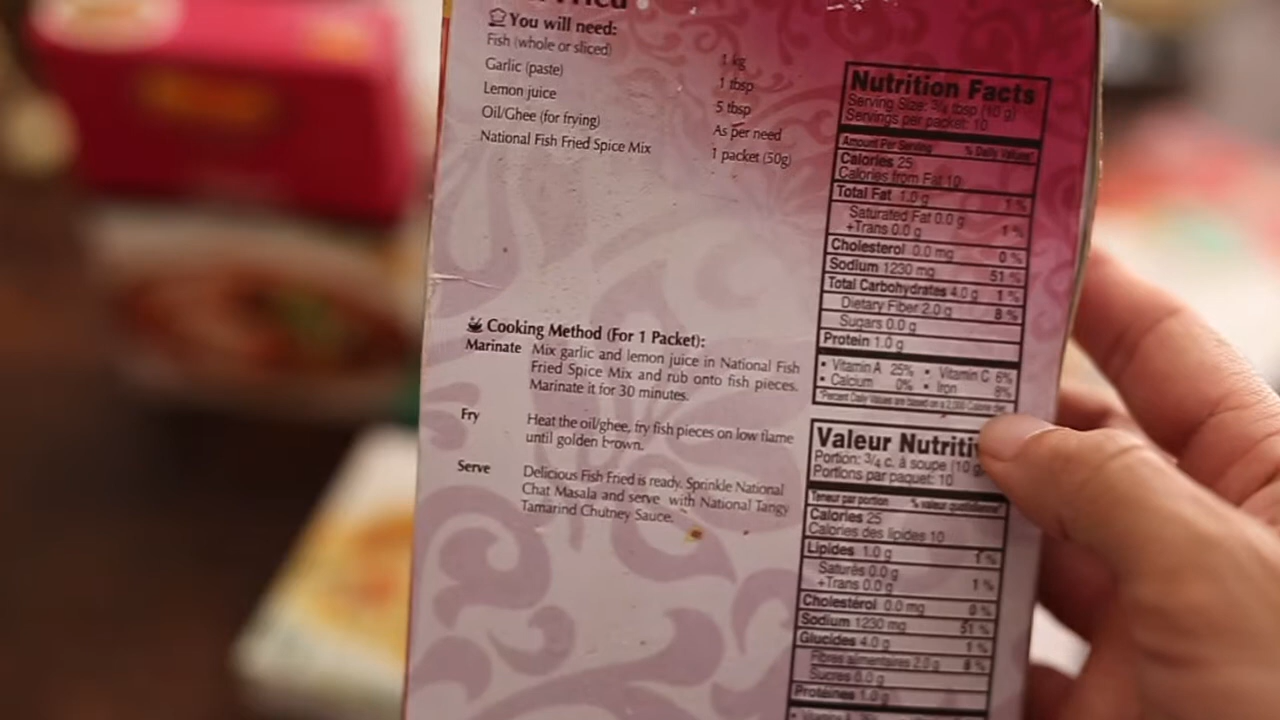 Fried
You will need:
Fish (whole or sliced) 1 kg
Garlic (paste) 1 tbsp
Lemon juice 5 tbsp
Oil/Ghee (for frying) As per need
National Fish Fried Spice Mix 1 packet (50g)
Cooking Method (For 1 Packet):
Marinate Mix garlic and lemon juice in National Fish
Fried Spice Mix and rub onto fish pieces.
Marinate it for 30 minutes.
Fry Heat the oil/ghee, fry fish pieces on low flame
until golden brown.
Serve Delicious Fish Fried is ready. Sprinkle National
Chat Masala and serve with National Tangy
Tamarind Chutney Sauce.
Nutrition Facts
Serving Size: 3/4 tbsp (10 g)
Servings per packet: 10
Amount Per Serving % Daily Values*
Calories 25
Calories from Fat 10
Total Fat 1.0 g 1 %
Saturated Fat 0.0 g
+Trans 0.0 g 1 %
Cholesterol 0.0 mg 0 %
Sodium 1230 mg 51 %
Total Carbohydrates 4.0 g 1 %
Dietary Fiber 2.0 g 8 %
Sugars 0.0 g
Protein 1.0 g
• Vitamin A 25% • Vitamin C 6%
• Calcium 0% • Iron 8%
*Percent Daily Values are based on a 2,000 Calorie diet
Valeur Nutritiv
Portion: 3/4 c. à soupe (10 g
Portions par paquet: 10
Teneur par portion % valeur quotidienne*
Calories 25
Calories des lipides 10
Lipides 1.0 g 1 %
Saturés 0.0 g
+Trans 0.0 g 1 %
Cholestérol 0.0 mg 0 %
Sodium 1230 mg 51 %
Glucides 4.0 g 1 %
Fibres alimentaires 2.0 g 8 %
Sucres 0.0 g
Protéines 1.0 g